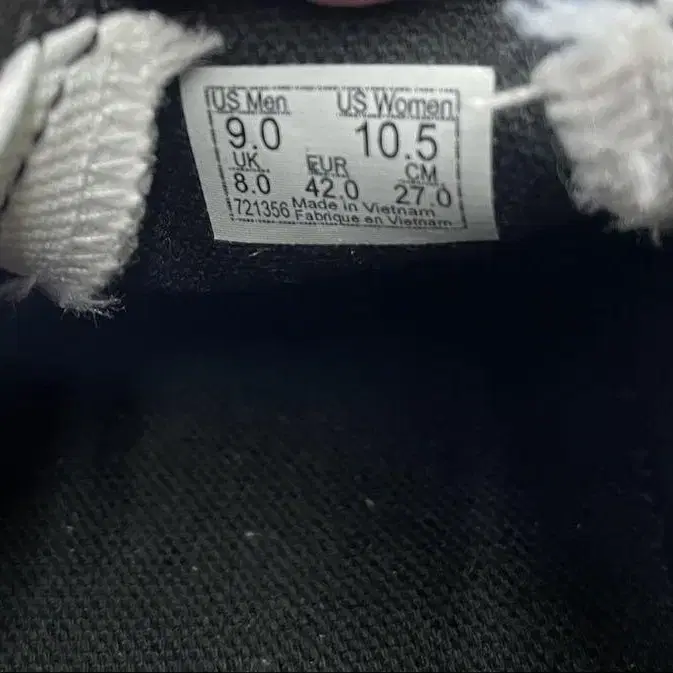 US Men US Women
9.0 10.5
UK EUR CM
8.0 42.0 27.0
721356 Made in Vietnam
Fabrique en Vietnam